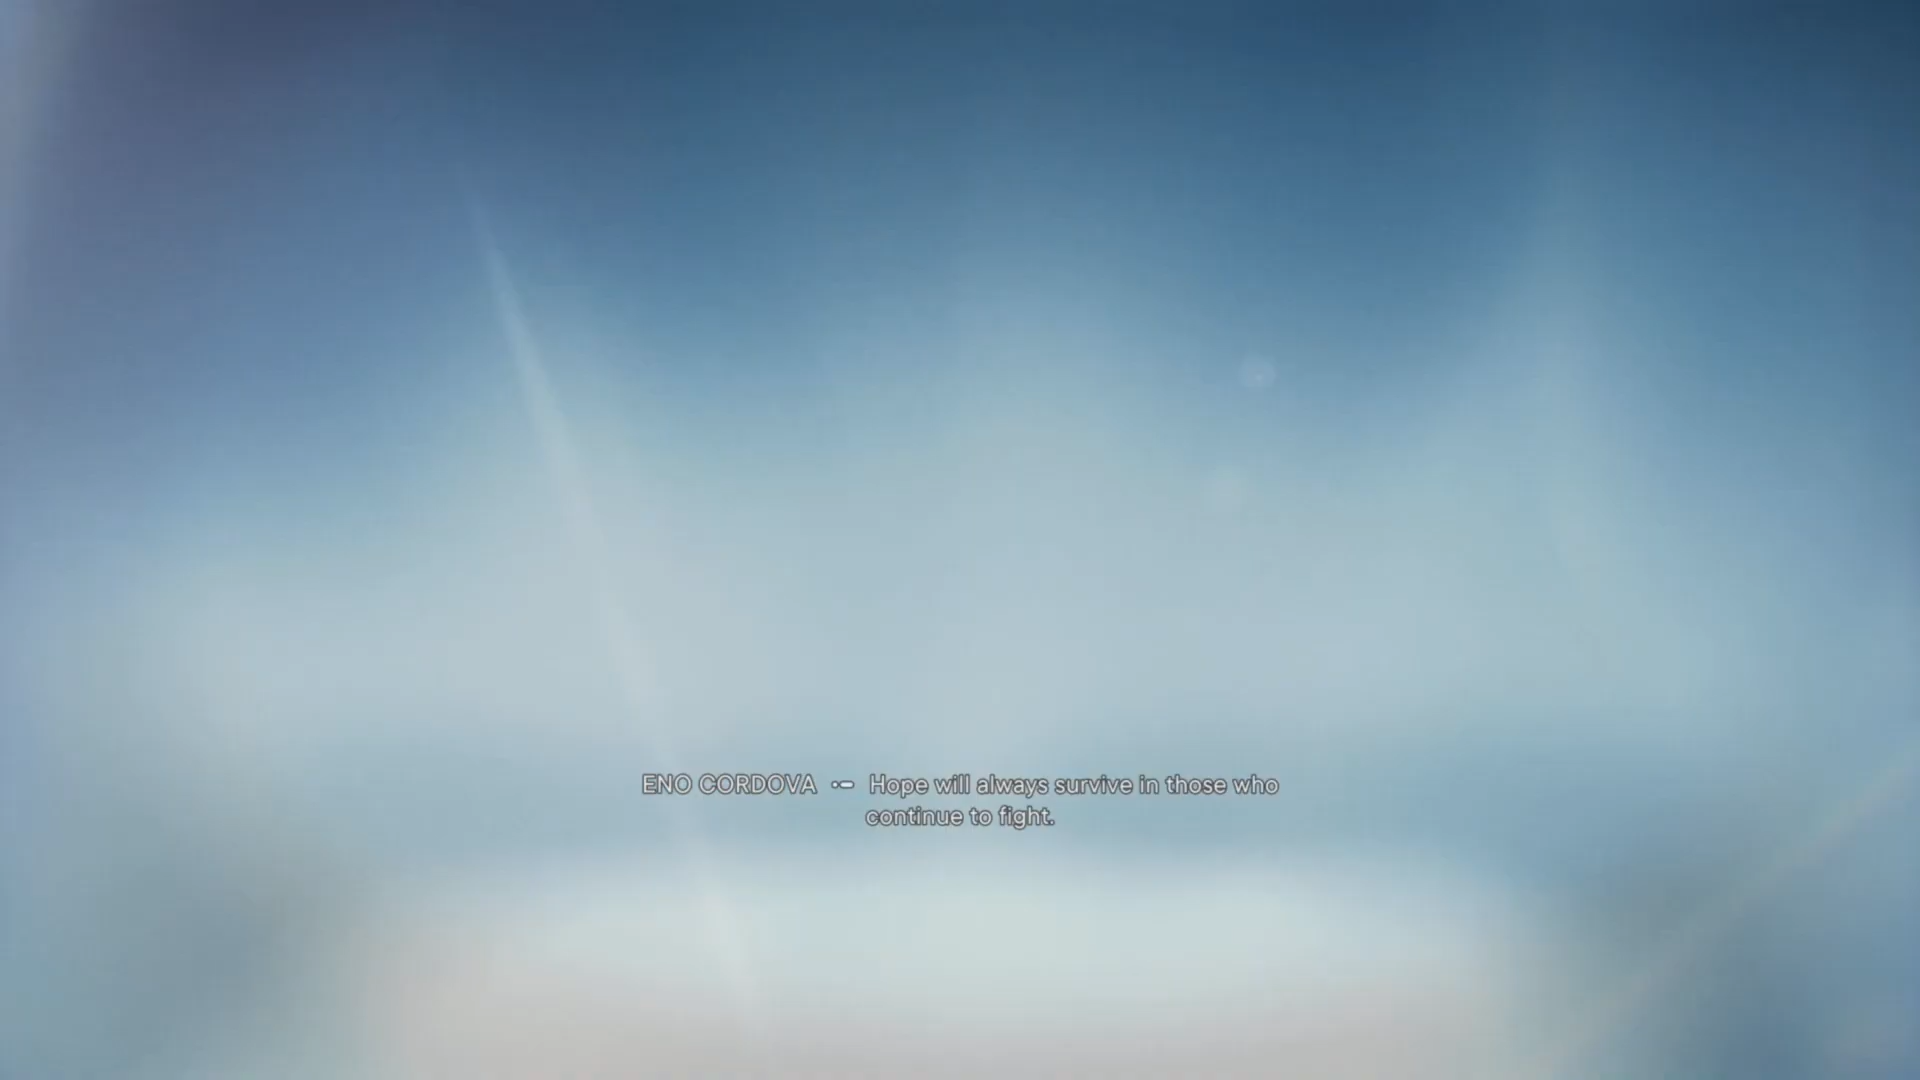 ENO CORDOVA •− Hope will always survive in those who
continue to fight.